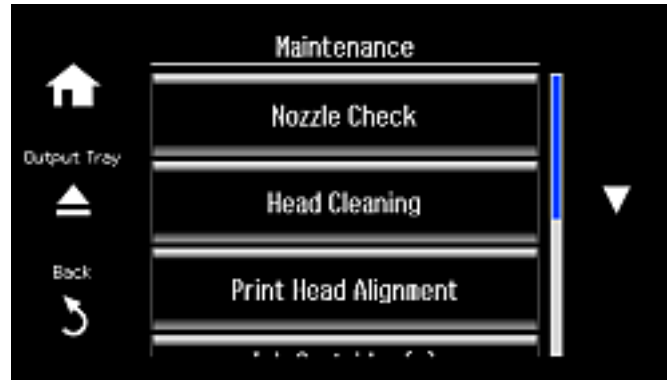 Maintenance
Nozzle Check
Output Tray
Head Cleaning
Back
Print Head Alignment